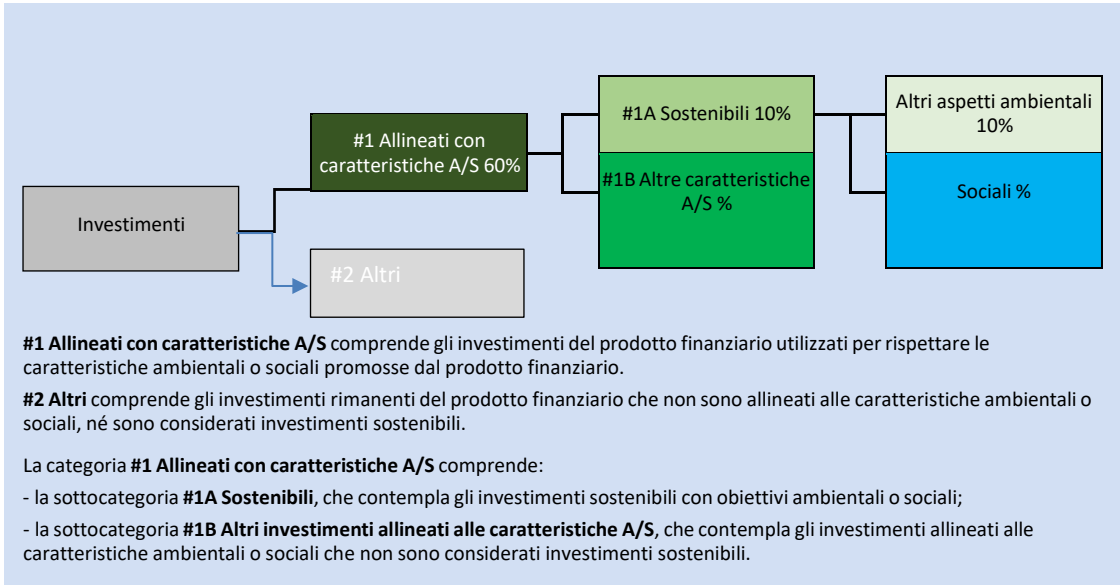 #1A Sostenibili 10%
Altri aspetti ambientali
10%
#1 Allineati con
caratteristiche A/S 60%
#1B Altre caratteristiche
A/S %
Sociali %
Investimenti
#2 Altri
#1 Allineati con caratteristiche A/S comprende gli investimenti del prodotto finanziario utilizzati per rispettare le
caratteristiche ambientali o sociali promosse dal prodotto finanziario.
#2 Altri comprende gli investimenti rimanenti del prodotto finanziario che non sono allineati alle caratteristiche ambientali o
sociali, né sono considerati investimenti sostenibili.
La categoria #1 Allineati con caratteristiche A/S comprende:
- la sottocategoria #1A Sostenibili, che contempla gli investimenti sostenibili con obiettivi ambientali o sociali;
- la sottocategoria #1B Altri investimenti allineati alle caratteristiche A/S, che contempla gli investimenti allineati alle
caratteristiche ambientali o sociali che non sono considerati investimenti sostenibili.